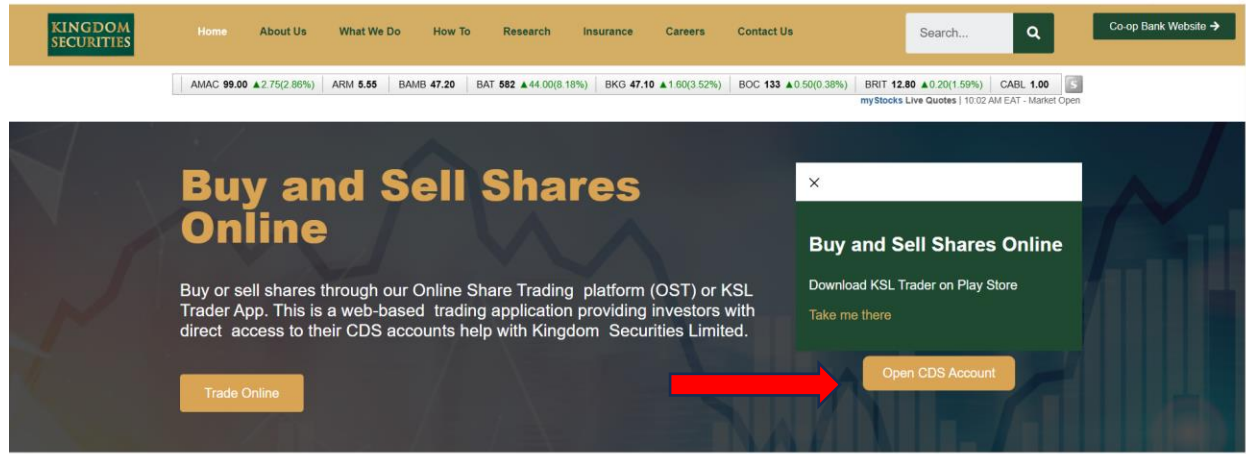 KINGDOM
SECURITIES
Home About Us What We Do How To Research Insurance Careers Contact Us
Search...
Co-op Bank Website →
AMAC 99.00 ▲2.75(2.86%) ARM 5.55 BAMB 47.20 BAT 582 ▲44.00(8.18%) BKG 47.10 ▲1.60(3.52%) BOC 133 ▲0.50(0.38%) BRIT 12.80 ▲0.20(1.59%) CABL 1.00 S
myStocks Live Quotes | 10:02 AM EAT - Market Open
Buy and Sell Shares
Online
Buy or sell shares through our Online Share Trading platform (OST) or KSL
Trader App. This is a web-based trading application providing investors with
direct access to their CDS accounts help with Kingdom Securities Limited.
Trade Online
×
Buy and Sell Shares Online
Download KSL Trader on Play Store
Take me there
Open CDS Account